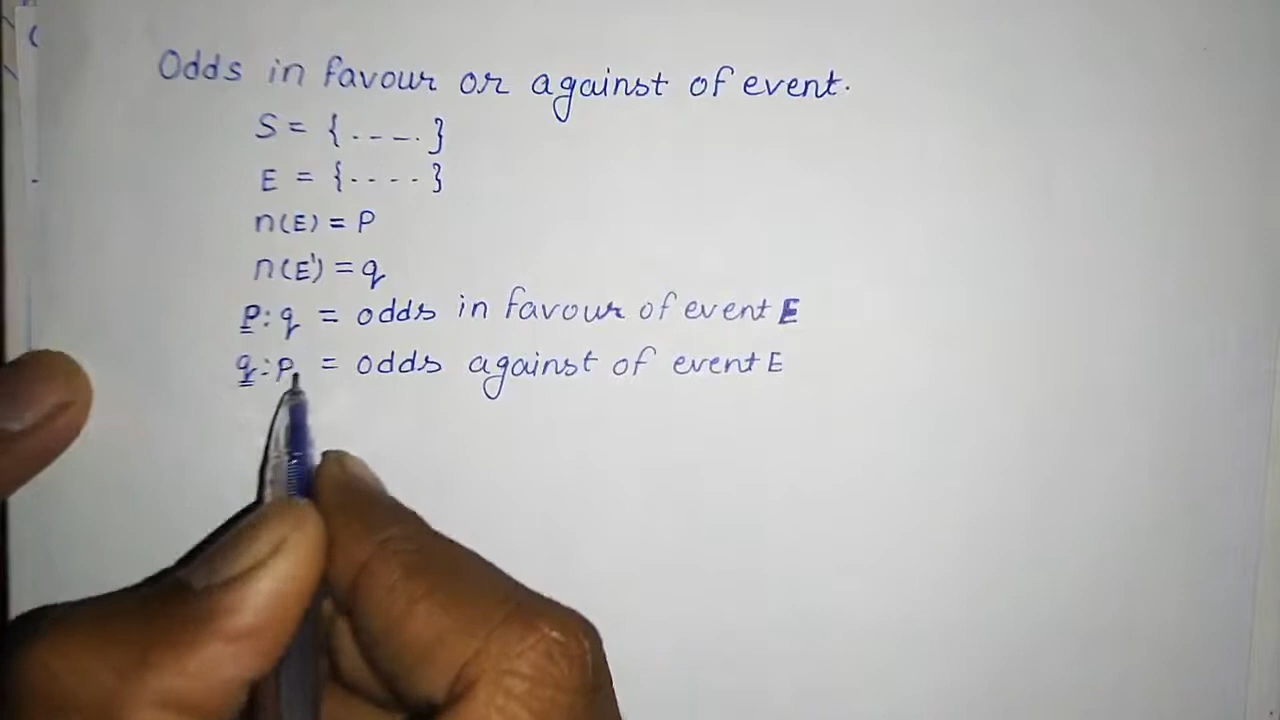 Odds in favour or against of event.
S = {-----}
E = {-----}
n(E) = P
n(E') = q
p:q = odds in favour of event E
q:p = odds against of event E